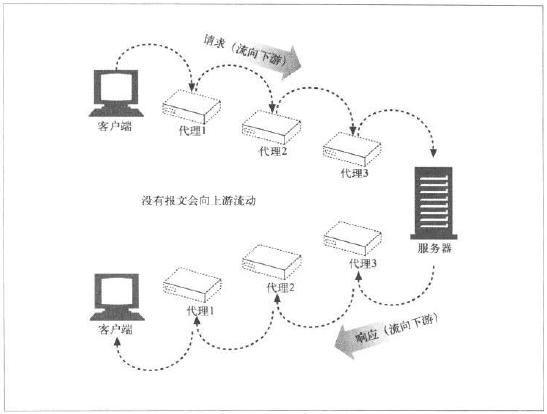 请求（流向下游）
客户端
代理1
代理2
代理3
没有报文会向上游流动
服务器
代理3
代理2
代理1
客户端
响应（流向下游）